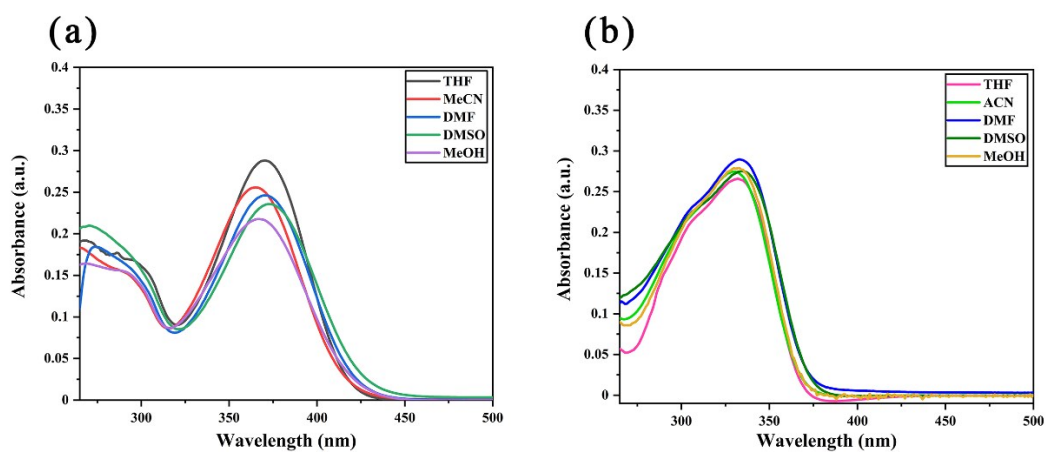 (a)
0.4
0.35
0.3
0.25
0.2
0.15
0.1
0.05
0
Absorbance (a.u.)
THF
MeCN
DMF
DMSO
MeOH
300 350 400 450 500
Wavelength (nm)
(b)
0.4
0.35
0.3
0.25
0.2
0.15
0.1
0.05
0
Absorbance (a.u.)
THF
ACN
DMF
DMSO
MeOH
300 350 400 450 500
Wavelength (nm)